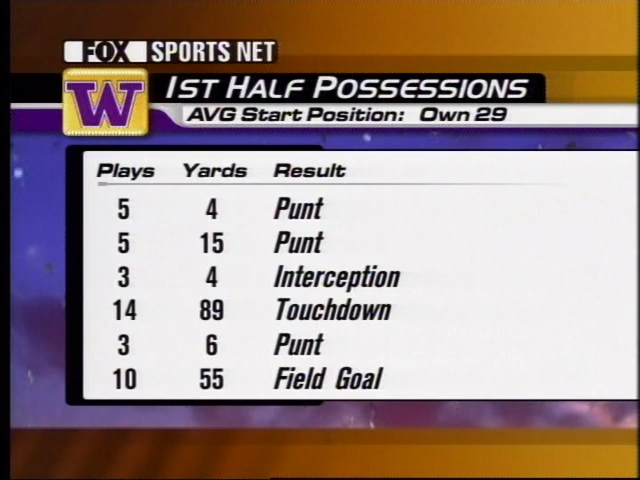 FOX SPORTS NET
W
1ST HALF POSSESSIONS
AVG Start Position: Own 29
Plays Yards Result
5 4 Punt
5 15 Punt
3 4 Interception
14 89 Touchdown
3 6 Punt
10 55 Field Goal